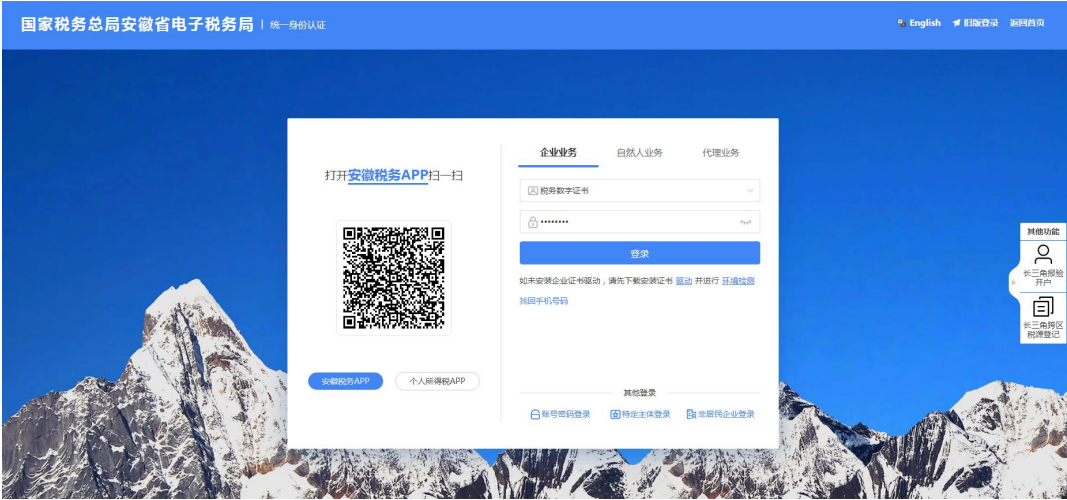 国家税务总局安徽省电子税务局 | 统一身份认证
English 旧版登录 返回首页
打开安徽税务APP扫一扫
安徽税务APP 个人所得税APP
企业业务 自然人业务 代理业务
税务数字证书
••••••••
登录
如未安装企业证书驱动，请先下载安装证书 驱动 并进行 环境检测
找回手机号码
其他登录
账号密码登录 特定主体登录 非居民企业登录
其他功能
长三角报验
开户
长三角跨区
税源登记